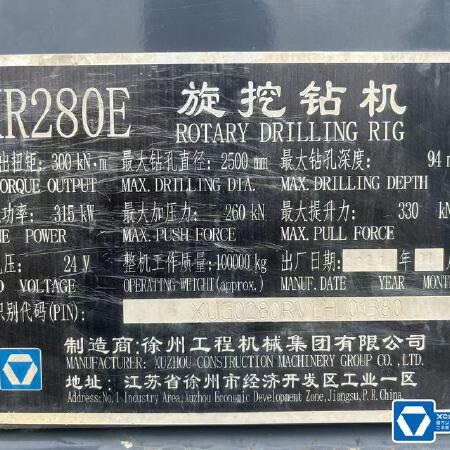 XR280E 旋挖钻机
ROTARY DRILLING RIG
出扭矩: 300 kN·m 最大钻孔直径: 2500 mm 最大钻孔深度: 94 m
TORQUE OUTPUT MAX. DRILLING DIA. MAX. DRILLING DEPTH
功率: 315 kW 最大加压力: 260 kN 最大提升力: 330 kN
NE POWER MAX. PUSH FORCE MAX. PULL FORCE
压: 24 V 整机工作质量: 100000 kg 出厂日期: 年
D VOLTAGE OPERATING WEIGHT(approx.) MANUF. DATE YEAR MONTH
识别代码(PIN):
制造商: 徐州工程机械集团有限公司
MANUFACTURER: XUZHOU CONSTRUCTION MACHINERY GROUP CO., LTD.
地址: 江苏省徐州市经济开发区工业一区
Address: No.1 Industry Area, Xuzhou Economic Development Zone, Jiangsu, P.R. China.